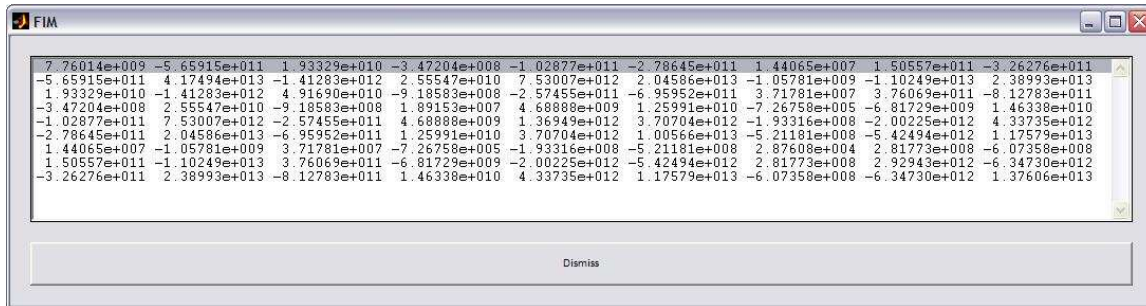 FIM
7.76014e+009 −5.65915e+011 1.93329e+010 −3.47204e+008 −1.02877e+011 −2.78645e+011 1.44065e+007 1.50557e+011 −3.26276e+011
−5.65915e+011 4.17494e+013 −1.41283e+012 2.55547e+010 7.53007e+012 2.04586e+013 −1.05781e+009 −1.10249e+013 2.38993e+013
1.93329e+010 −1.41283e+012 4.91690e+010 −9.18583e+008 −2.57455e+011 −6.95952e+011 3.71781e+007 3.76069e+011 −8.12783e+011
−3.47204e+008 2.55547e+010 −9.18583e+008 1.89153e+007 4.68888e+009 1.25991e+010 −7.26758e+005 −6.81729e+009 1.46338e+010
−1.02877e+011 7.53007e+012 −2.57455e+011 4.68889e+009 1.36949e+012 3.70704e+012 −1.93316e+008 −2.00225e+012 4.33735e+012
−2.78645e+011 2.04586e+013 −6.95952e+011 1.25991e+010 3.70704e+012 1.00566e+013 −5.21181e+008 −5.42494e+012 1.17579e+013
1.44065e+007 −1.05781e+009 3.71781e+007 −7.26758e+005 −1.93316e+008 −5.21181e+008 2.87608e+004 2.81773e+008 −6.07358e+008
1.50557e+011 −1.10249e+013 3.76069e+011 −6.81729e+009 −2.00225e+012 −5.42494e+012 2.81773e+008 2.92943e+012 −6.34730e+012
−3.26276e+011 2.38993e+013 −8.12783e+011 1.46338e+010 4.33735e+012 1.17579e+013 −6.07358e+008 −6.34730e+012 1.37606e+013
Dismiss